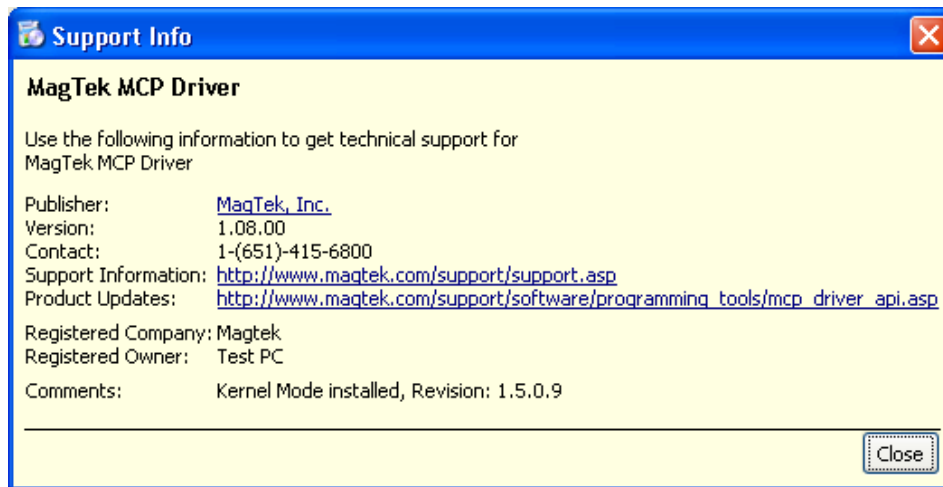 Support Info
MagTek MCP Driver
Use the following information to get technical support for
MagTek MCP Driver
Publisher: MagTek, Inc.
Version: 1.08.00
Contact: 1-(651)-415-6800
Support Information: http://www.magtek.com/support/support.asp
Product Updates: http://www.magtek.com/support/software/programming_tools/mcp_driver_api.asp
Registered Company: Magtek
Registered Owner: Test PC
Comments: Kernel Mode installed, Revision: 1.5.0.9
Close